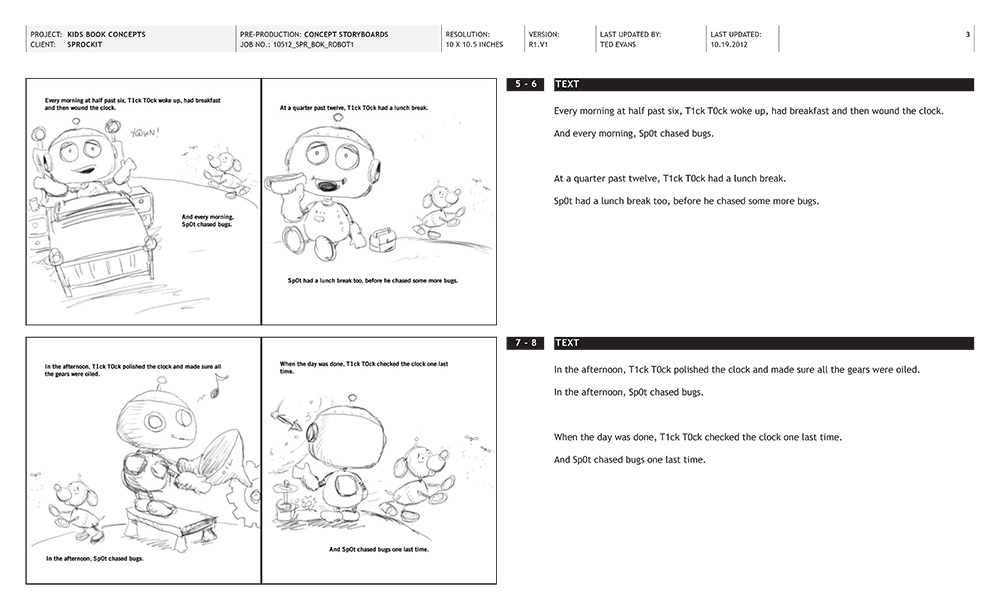 PROJECT: KIDS BOOK CONCEPTS
CLIENT: SPROCKIT
PRE-PRODUCTION: CONCEPT STORYBOARDS
JOB NO.: 10512_SPR_BOK_ROBOT1
RESOLUTION:
10 X 10.5 INCHES
VERSION:
R1.V1
LAST UPDATED BY:
TED EVANS
LAST UPDATED:
10.19.2012
3
Every morning at half past six, T1ck T0ck woke up, had breakfast
and then wound the clock.
YAWN!
And every morning,
Sp0t chased bugs.
At a quarter past twelve, T1ck T0ck had a lunch break.
Sp0t had a lunch break too, before he chased some more bugs.
5 - 6
TEXT
Every morning at half past six, T1ck T0ck woke up, had breakfast and then wound the clock.
And every morning, Sp0t chased bugs.
At a quarter past twelve, T1ck T0ck had a lunch break.
Sp0t had a lunch break too, before he chased some more bugs.
In the afternoon, T1ck T0ck polished the clock and made sure all
the gears were oiled.
In the afternoon, Sp0t chased bugs.
When the day was done, T1ck T0ck checked the clock one last
time.
And Sp0t chased bugs one last time.
7 - 8
TEXT
In the afternoon, T1ck T0ck polished the clock and made sure all the gears were oiled.
In the afternoon, Sp0t chased bugs.
When the day was done, T1ck T0ck checked the clock one last time.
And Sp0t chased bugs one last time.